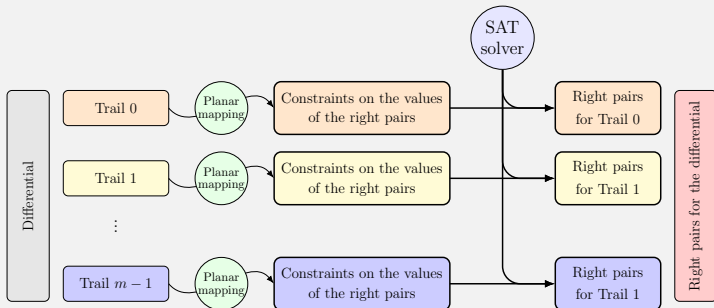 SAT
solver
Differential
Trail 0
Planar
mapping
Constraints on the values
of the right pairs
Right pairs
for Trail 0
Trail 1
Planar
mapping
Constraints on the values
of the right pairs
Right pairs
for Trail 1
⋮
Trail m − 1
Planar
mapping
Constraints on the values
of the right pairs
Right pairs
for Trail 1
Right pairs for the differential